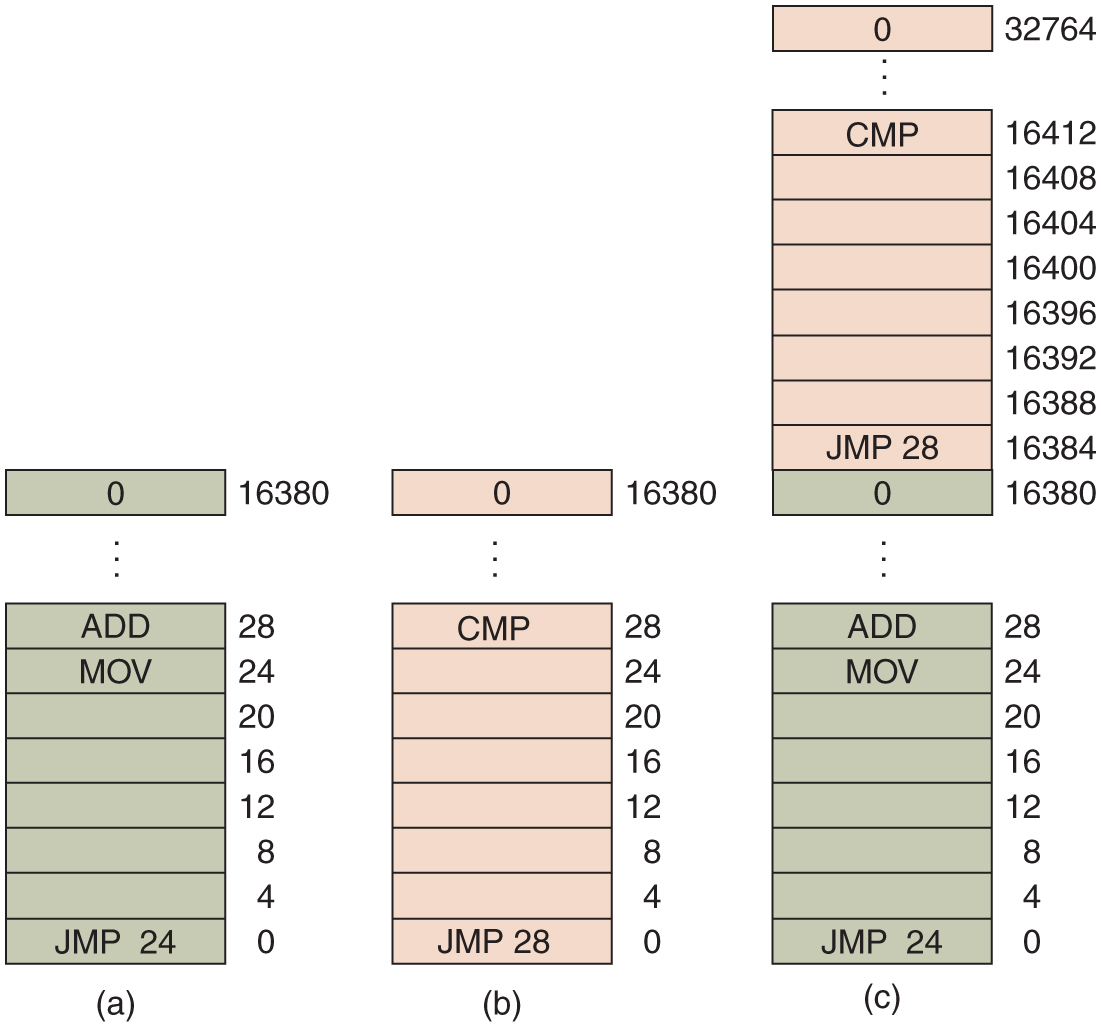 0 32764
CMP 16412
16408
16404
16400
16396
16392
16388
JMP 28 16384
0 16380 0 16380 0 16380
ADD 28 CMP 28 ADD 28
MOV 24 24 MOV 24
20 20 20
16 16 16
12 12 12
8 8 8
4 4 4
JMP 24 0 JMP 28 0 JMP 24 0
(a) (b) (c)